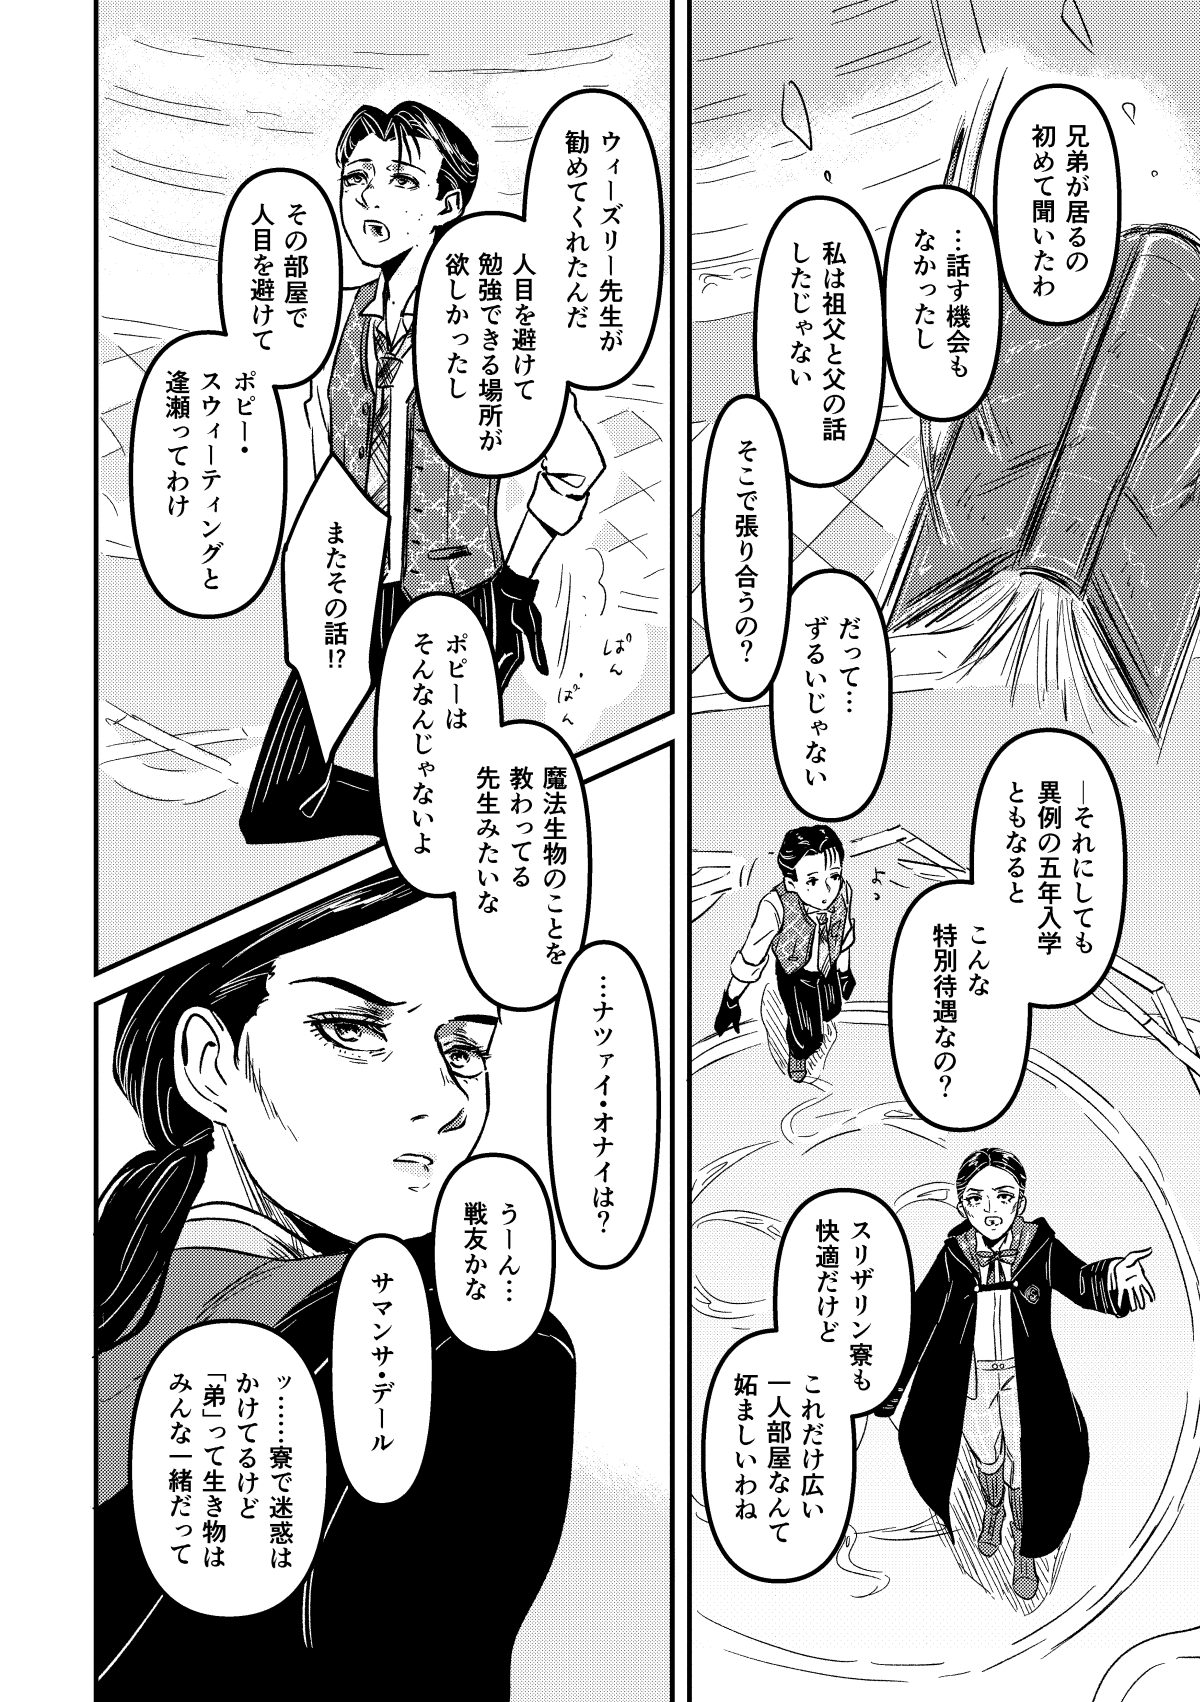 兄弟が居るの
初めて聞いたわ
…話す機会も
なかったし
私は祖父と父の話
したじゃない
そこで張り合うの？
だって…
ずるいじゃない
―それにしても
異例の五年入学
ともなると
こんな
特別待遇なの？
よっ
スリザリン寮も
快適だけど
これだけ広い
一人部屋なんて
妬ましいわね
ウィーズリー先生が
勧めてくれたんだ
人目を避けて
勉強できる場所が
欲しかったし
その部屋で
人目を避けて
ポピー・
スウィーティングと
逢瀬ってわけ
またその話!?
ぱん
ぱん
ポピーは
そんなんじゃないよ
魔法生物のことを
教わってる
先生みたいな
…ナツァイ・オナイは？
うーん…
戦友かな
サマンサ・デール
ッ……寮で迷惑は
かけてるけど
「弟」って生き物は
みんな一緒だって